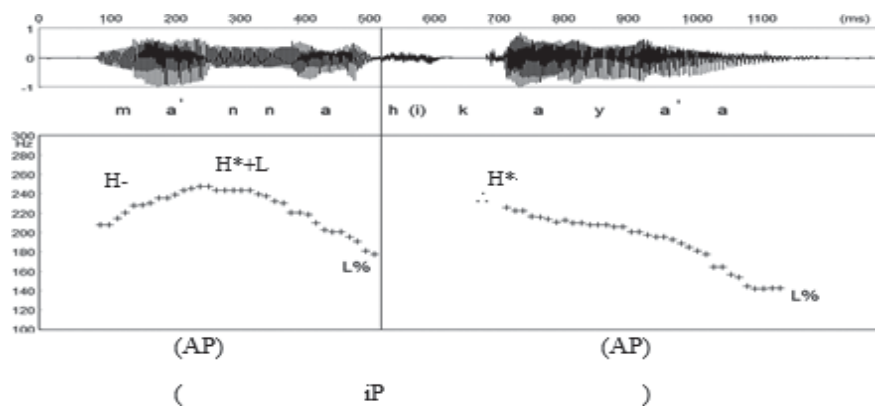 0 100 200 300 400 500 600 700 800 900 1000 1100 (ms)
1
0
-1
m a' n n a h (i) k a y a' a
300
Hz
280
260
240
220
200
180
160
140
120
100
H- H*+L L% H* L%
(AP) (AP)
( iP )